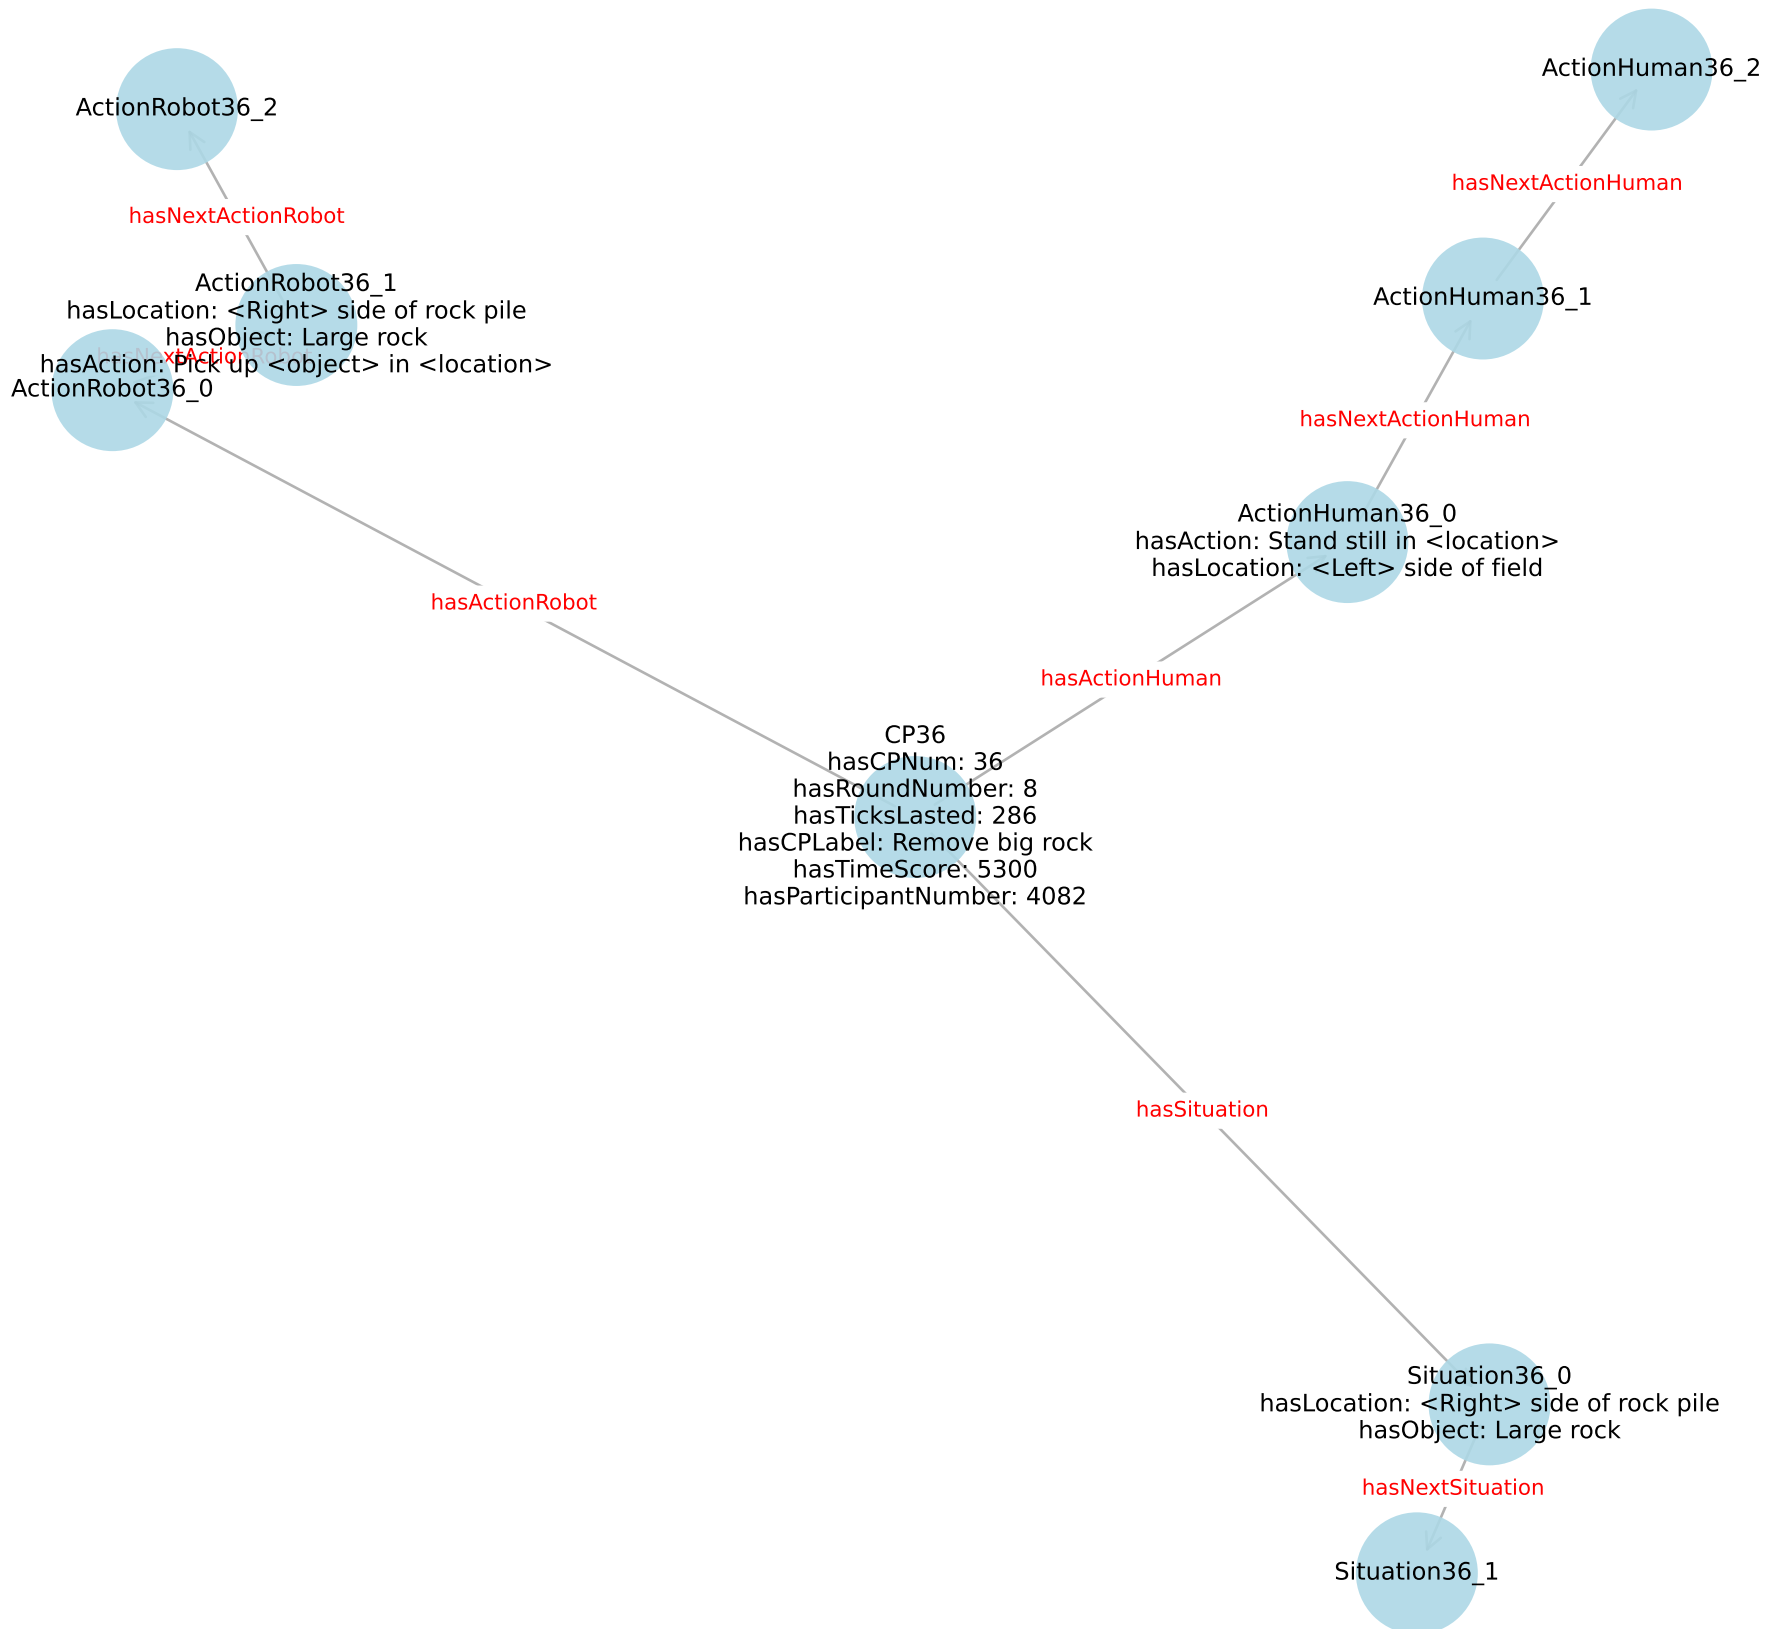 ActionHuman36_2
ActionRobot36_2
hasNextActionHuman
hasNextActionRobot
ActionRobot36_1
hasLocation: <Right> side of rock pile
hasObject: Large rock
hasAction: Pick up <object> in <location>
hasNextActionRobot
ActionRobot36_0
ActionHuman36_1
hasNextActionHuman
ActionHuman36_0
hasAction: Stand still in <location>
hasLocation: <Left> side of field
hasActionRobot
hasActionHuman
CP36
hasCPNum: 36
hasRoundNumber: 8
hasTicksLasted: 286
hasCPLabel: Remove big rock
hasTimeScore: 5300
hasParticipantNumber: 4082
hasSituation
Situation36_0
hasLocation: <Right> side of rock pile
hasObject: Large rock
hasNextSituation
Situation36_1